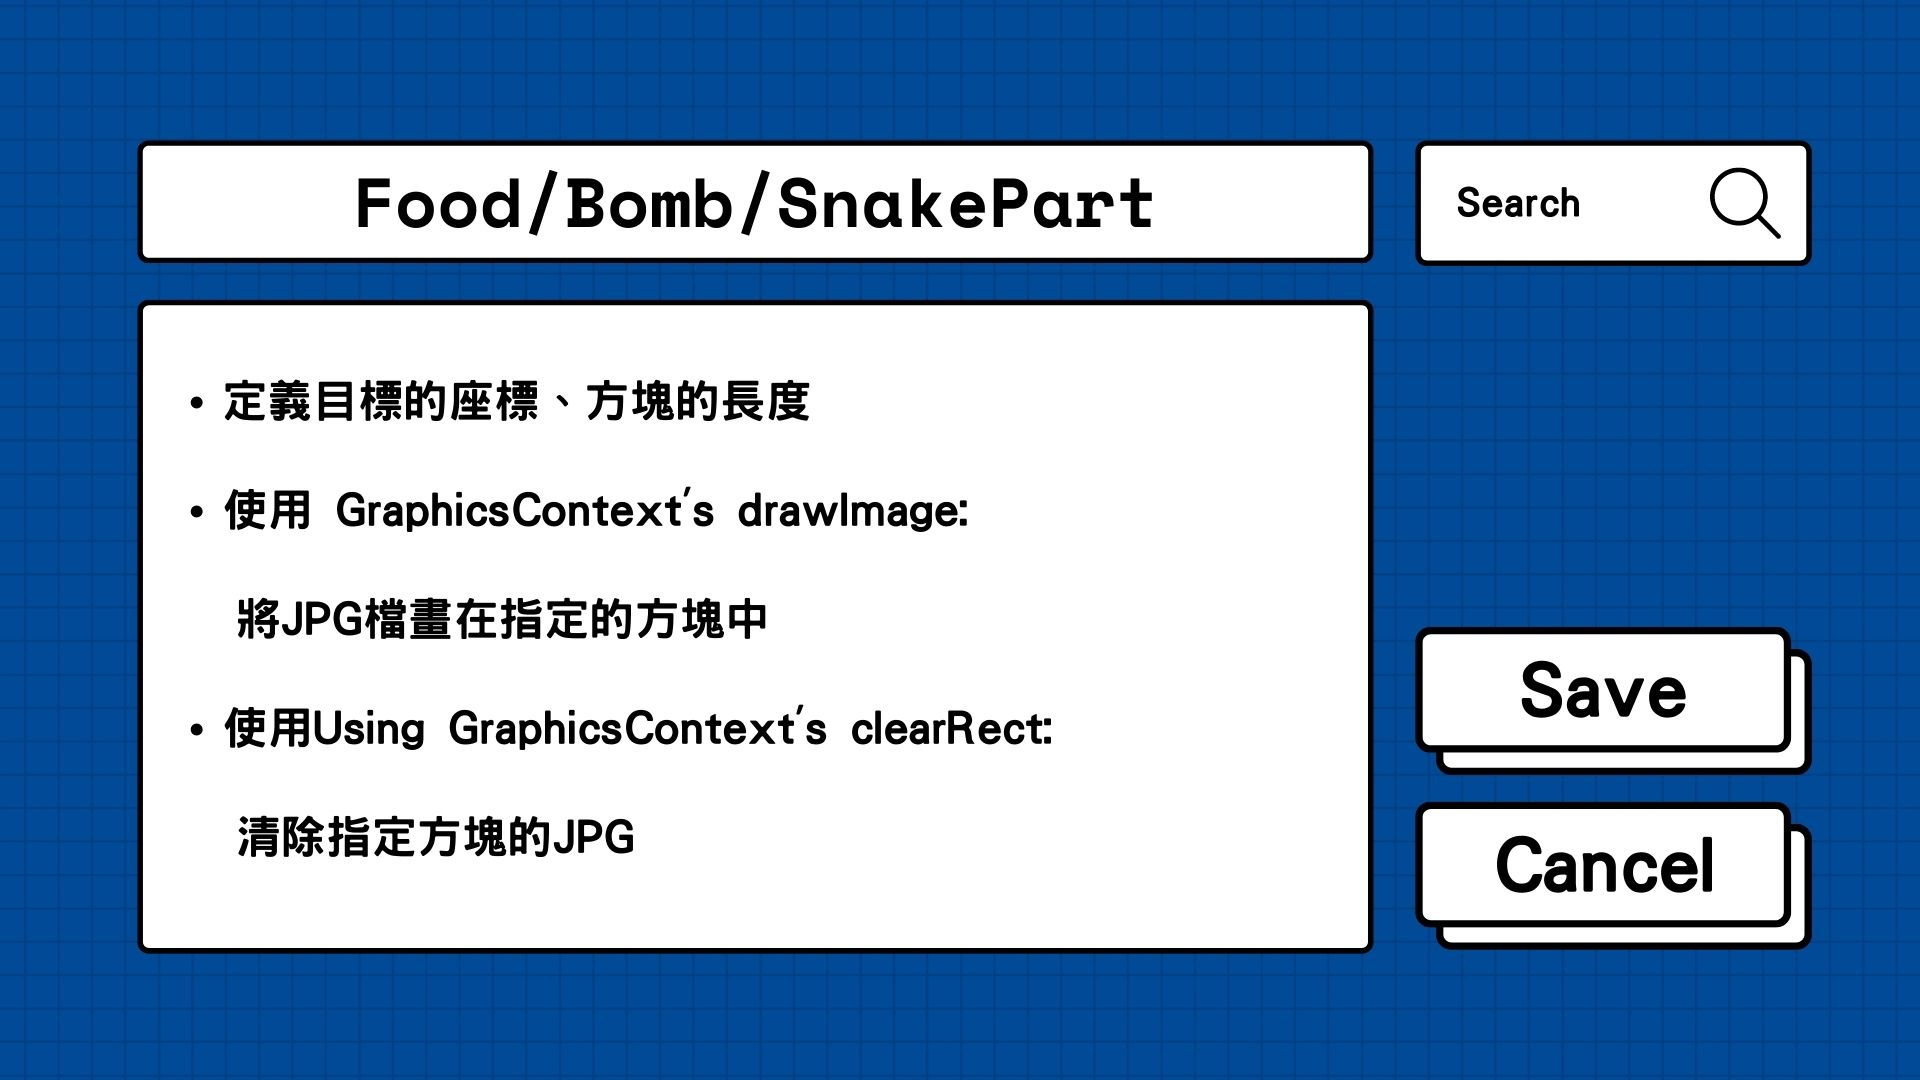 Food/Bomb/SnakePart
Search
• 定義目標的座標、方塊的長度
• 使用 GraphicsContext's drawImage:
將JPG檔畫在指定的方塊中
• 使用Using GraphicsContext's clearRect:
清除指定方塊的JPG
Save
Cancel